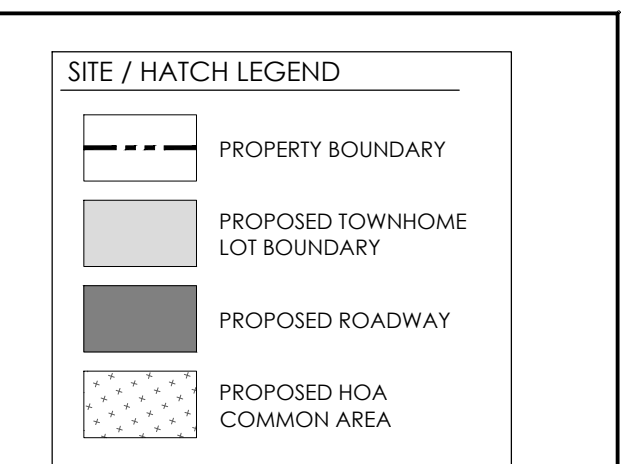 SITE / HATCH LEGEND
PROPERTY BOUNDARY
PROPOSED TOWNHOME
LOT BOUNDARY
PROPOSED ROADWAY
PROPOSED HOA
COMMON AREA